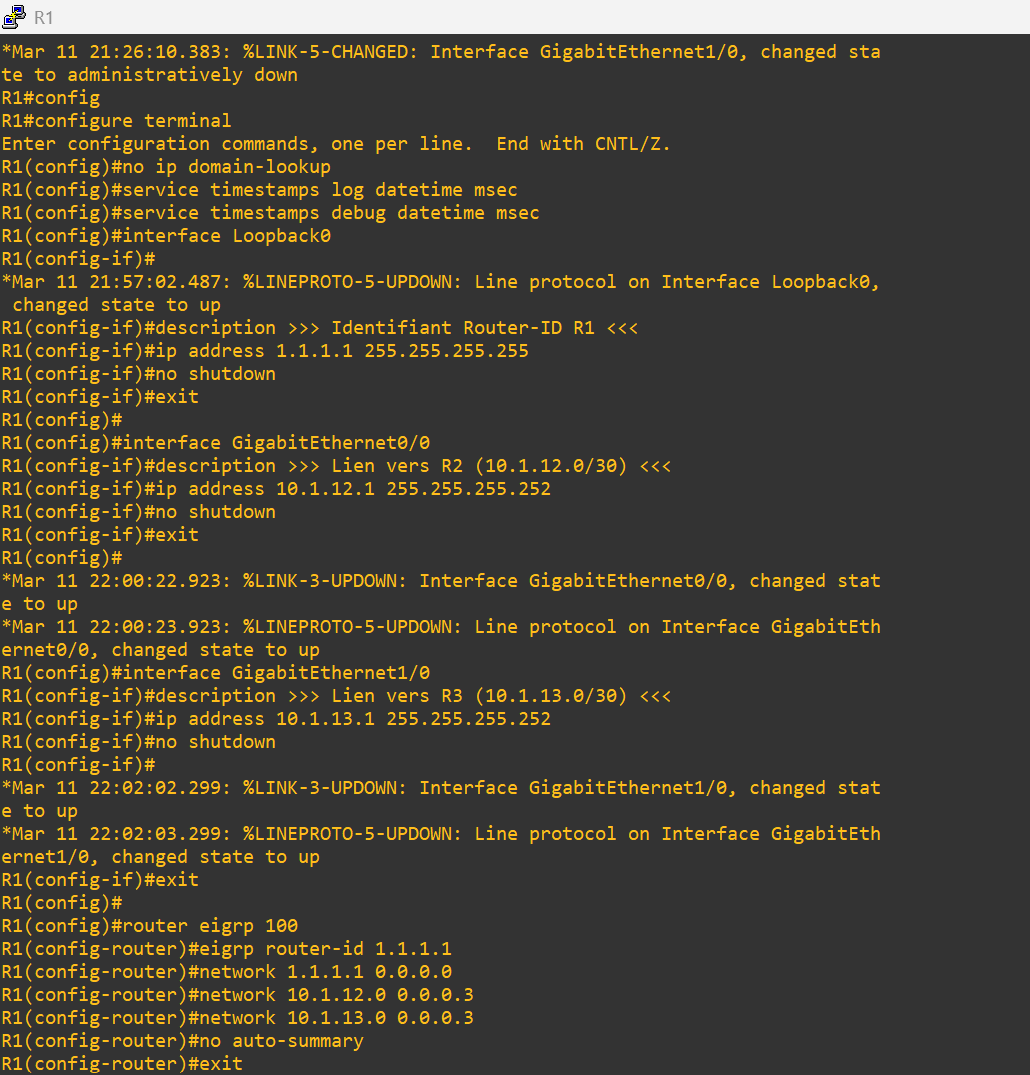 R1
*Mar 11 21:26:10.383: %LINK-5-CHANGED: Interface GigabitEthernet1/0, changed sta
te to administratively down
R1#config
R1#configure terminal
Enter configuration commands, one per line.  End with CNTL/Z.
R1(config)#no ip domain-lookup
R1(config)#service timestamps log datetime msec
R1(config)#service timestamps debug datetime msec
R1(config)#interface Loopback0
R1(config-if)#
*Mar 11 21:57:02.487: %LINEPROTO-5-UPDOWN: Line protocol on Interface Loopback0,
 changed state to up
R1(config-if)#description >>> Identifiant Router-ID R1 <<<
R1(config-if)#ip address 1.1.1.1 255.255.255.255
R1(config-if)#no shutdown
R1(config-if)#exit
R1(config)#
R1(config)#interface GigabitEthernet0/0
R1(config-if)#description >>> Lien vers R2 (10.1.12.0/30) <<<
R1(config-if)#ip address 10.1.12.1 255.255.255.252
R1(config-if)#no shutdown
R1(config-if)#exit
R1(config)#
*Mar 11 22:00:22.923: %LINK-3-UPDOWN: Interface GigabitEthernet0/0, changed stat
e to up
*Mar 11 22:00:23.923: %LINEPROTO-5-UPDOWN: Line protocol on Interface GigabitEth
ernet0/0, changed state to up
R1(config)#interface GigabitEthernet1/0
R1(config-if)#description >>> Lien vers R3 (10.1.13.0/30) <<<
R1(config-if)#ip address 10.1.13.1 255.255.255.252
R1(config-if)#no shutdown
R1(config-if)#
*Mar 11 22:02:02.299: %LINK-3-UPDOWN: Interface GigabitEthernet1/0, changed stat
e to up
*Mar 11 22:02:03.299: %LINEPROTO-5-UPDOWN: Line protocol on Interface GigabitEth
ernet1/0, changed state to up
R1(config-if)#exit
R1(config)#
R1(config)#router eigrp 100
R1(config-router)#eigrp router-id 1.1.1.1
R1(config-router)#network 1.1.1.1 0.0.0.0
R1(config-router)#network 10.1.12.0 0.0.0.3
R1(config-router)#network 10.1.13.0 0.0.0.3
R1(config-router)#no auto-summary
R1(config-router)#exit